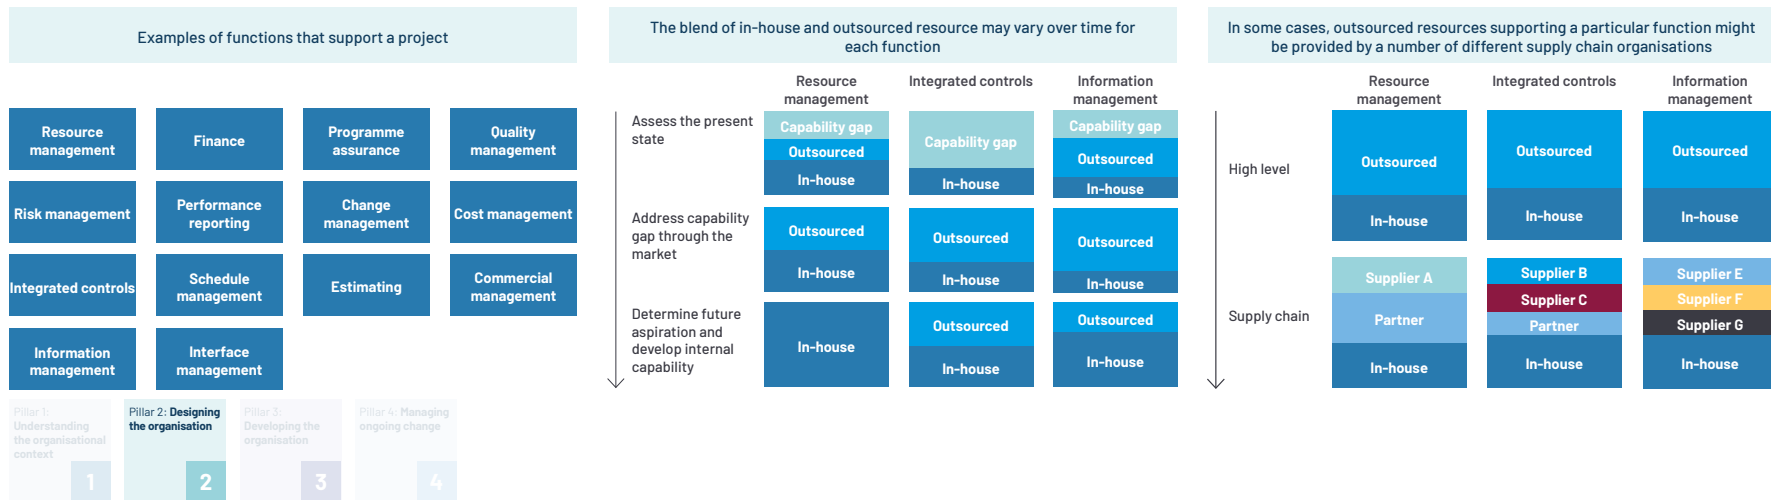 Examples of functions that support a project
Resource
management
Finance
Programme
assurance
Quality
management
Risk management
Performance
reporting
Change
management
Cost management
Integrated controls
Schedule
management
Estimating
Commercial
management
Information
management
Interface
management
The blend of in-house and outsourced resource may vary over time for
each function
Resource
management
Integrated controls
Information
management
Assess the present
state
Capability gap
Outsourced
In-house
Capability gap
In-house
Capability gap
Outsourced
In-house
Address capability
gap through the
market
Outsourced
In-house
Outsourced
In-house
Outsourced
In-house
Determine future
aspiration and
develop internal
capability
In-house
Outsourced
In-house
Outsourced
In-house
In some cases, outsourced resources supporting a particular function might
be provided by a number of different supply chain organisations
Resource
management
Integrated controls
Information
management
High level
Outsourced
In-house
Outsourced
In-house
Outsourced
In-house
Supply chain
Supplier A
Partner
In-house
Supplier B
Supplier C
Partner
In-house
Supplier E
Supplier F
Supplier G
In-house
Pillar 1:
Understanding
the organisational
context
1
Pillar 2: Designing
the organisation
2
Pillar 3:
Developing the
organisation
3
Pillar 4: Managing
ongoing change
4